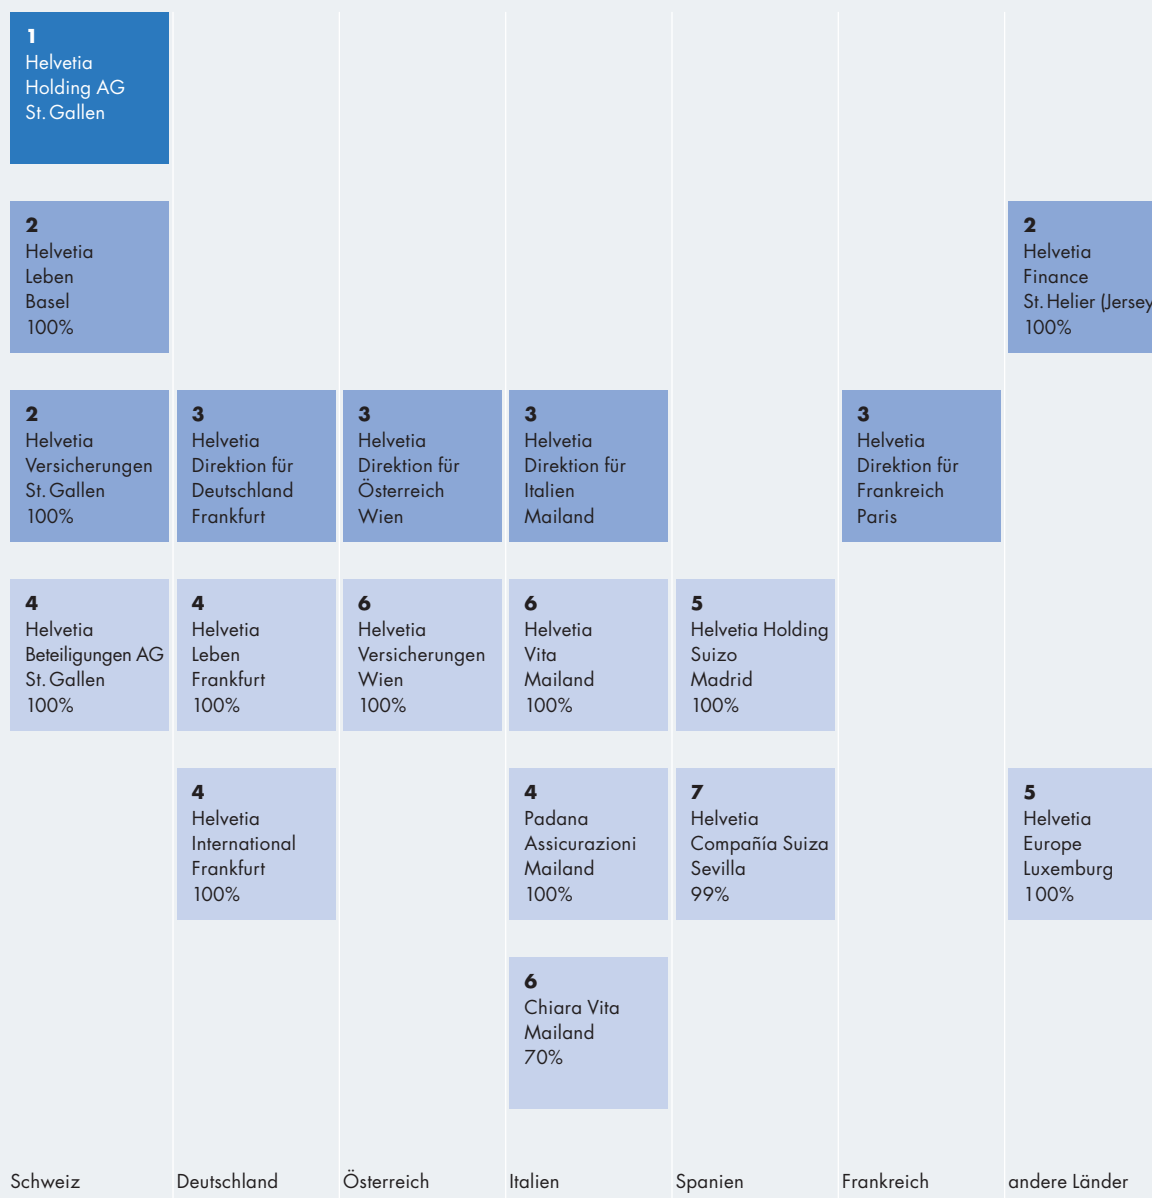 1
Helvetia
Holding AG
St. Gallen
2
Helvetia
Leben
Basel
100%
2
Helvetia
Finance
St. Helier (Jersey
100%
2
Helvetia
Versicherungen
St. Gallen
100%
3
Helvetia
Direktion für
Deutschland
Frankfurt
3
Helvetia
Direktion für
Österreich
Wien
3
Helvetia
Direktion für
Italien
Mailand
3
Helvetia
Direktion für
Frankreich
Paris
4
Helvetia
Beteiligungen AG
St. Gallen
100%
4
Helvetia
Leben
Frankfurt
100%
6
Helvetia
Versicherungen
Wien
100%
6
Helvetia
Vita
Mailand
100%
5
Helvetia Holding
Suizo
Madrid
100%
4
Helvetia
International
Frankfurt
100%
4
Padana
Assicurazioni
Mailand
100%
7
Helvetia
Compañía Suiza
Sevilla
99%
5
Helvetia
Europe
Luxemburg
100%
6
Chiara Vita
Mailand
70%
Schweiz
Deutschland
Österreich
Italien
Spanien
Frankreich
andere Länder